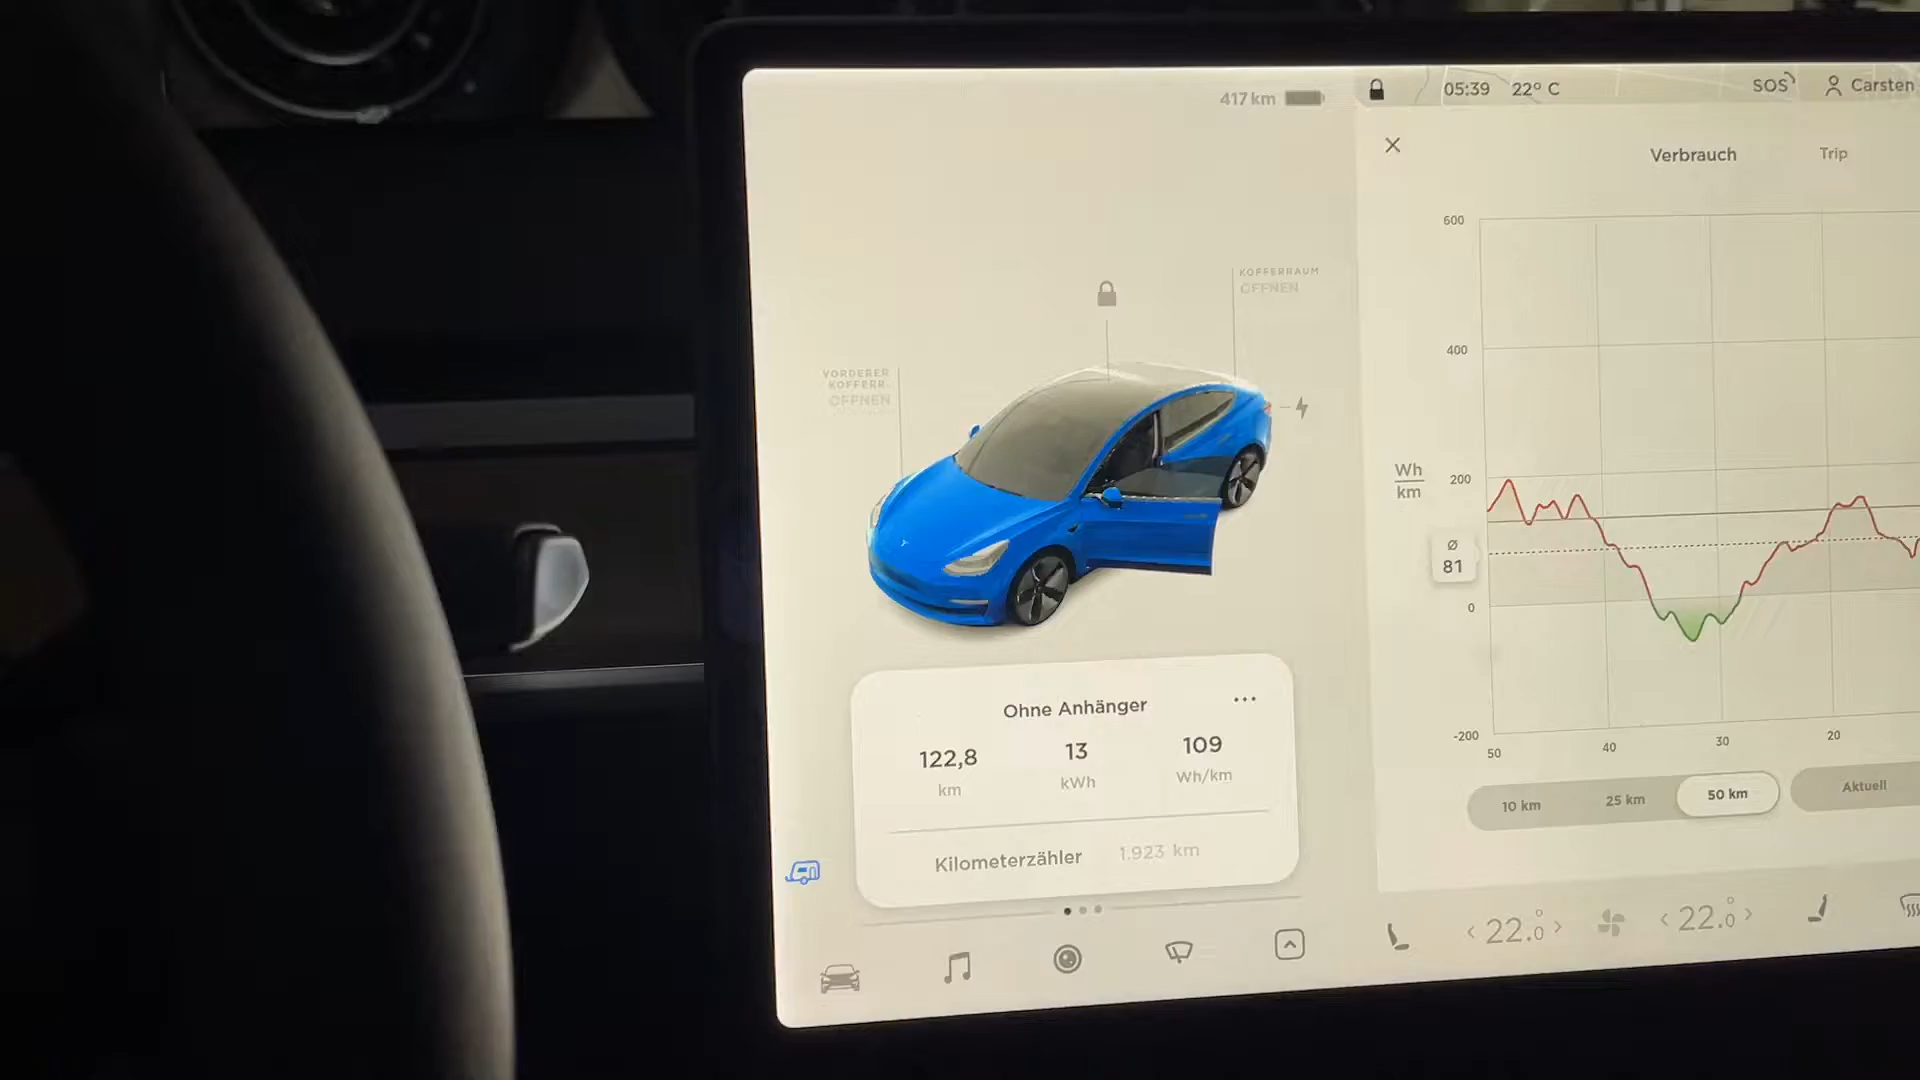 417 km
05:39 22° C SOS Carsten
Verbrauch Trip
KOFFERRAUM
ÖFFNEN
VORDERER
KOFFERR.
ÖFFNEN
600
400
200
0
-200
Wh
km
Ø
81
50 40 30 20
10 km 25 km 50 km Aktuell
Ohne Anhänger
122,8 13 109
km kWh Wh/km
Kilometerzähler 1.923 km
22.0 22.0